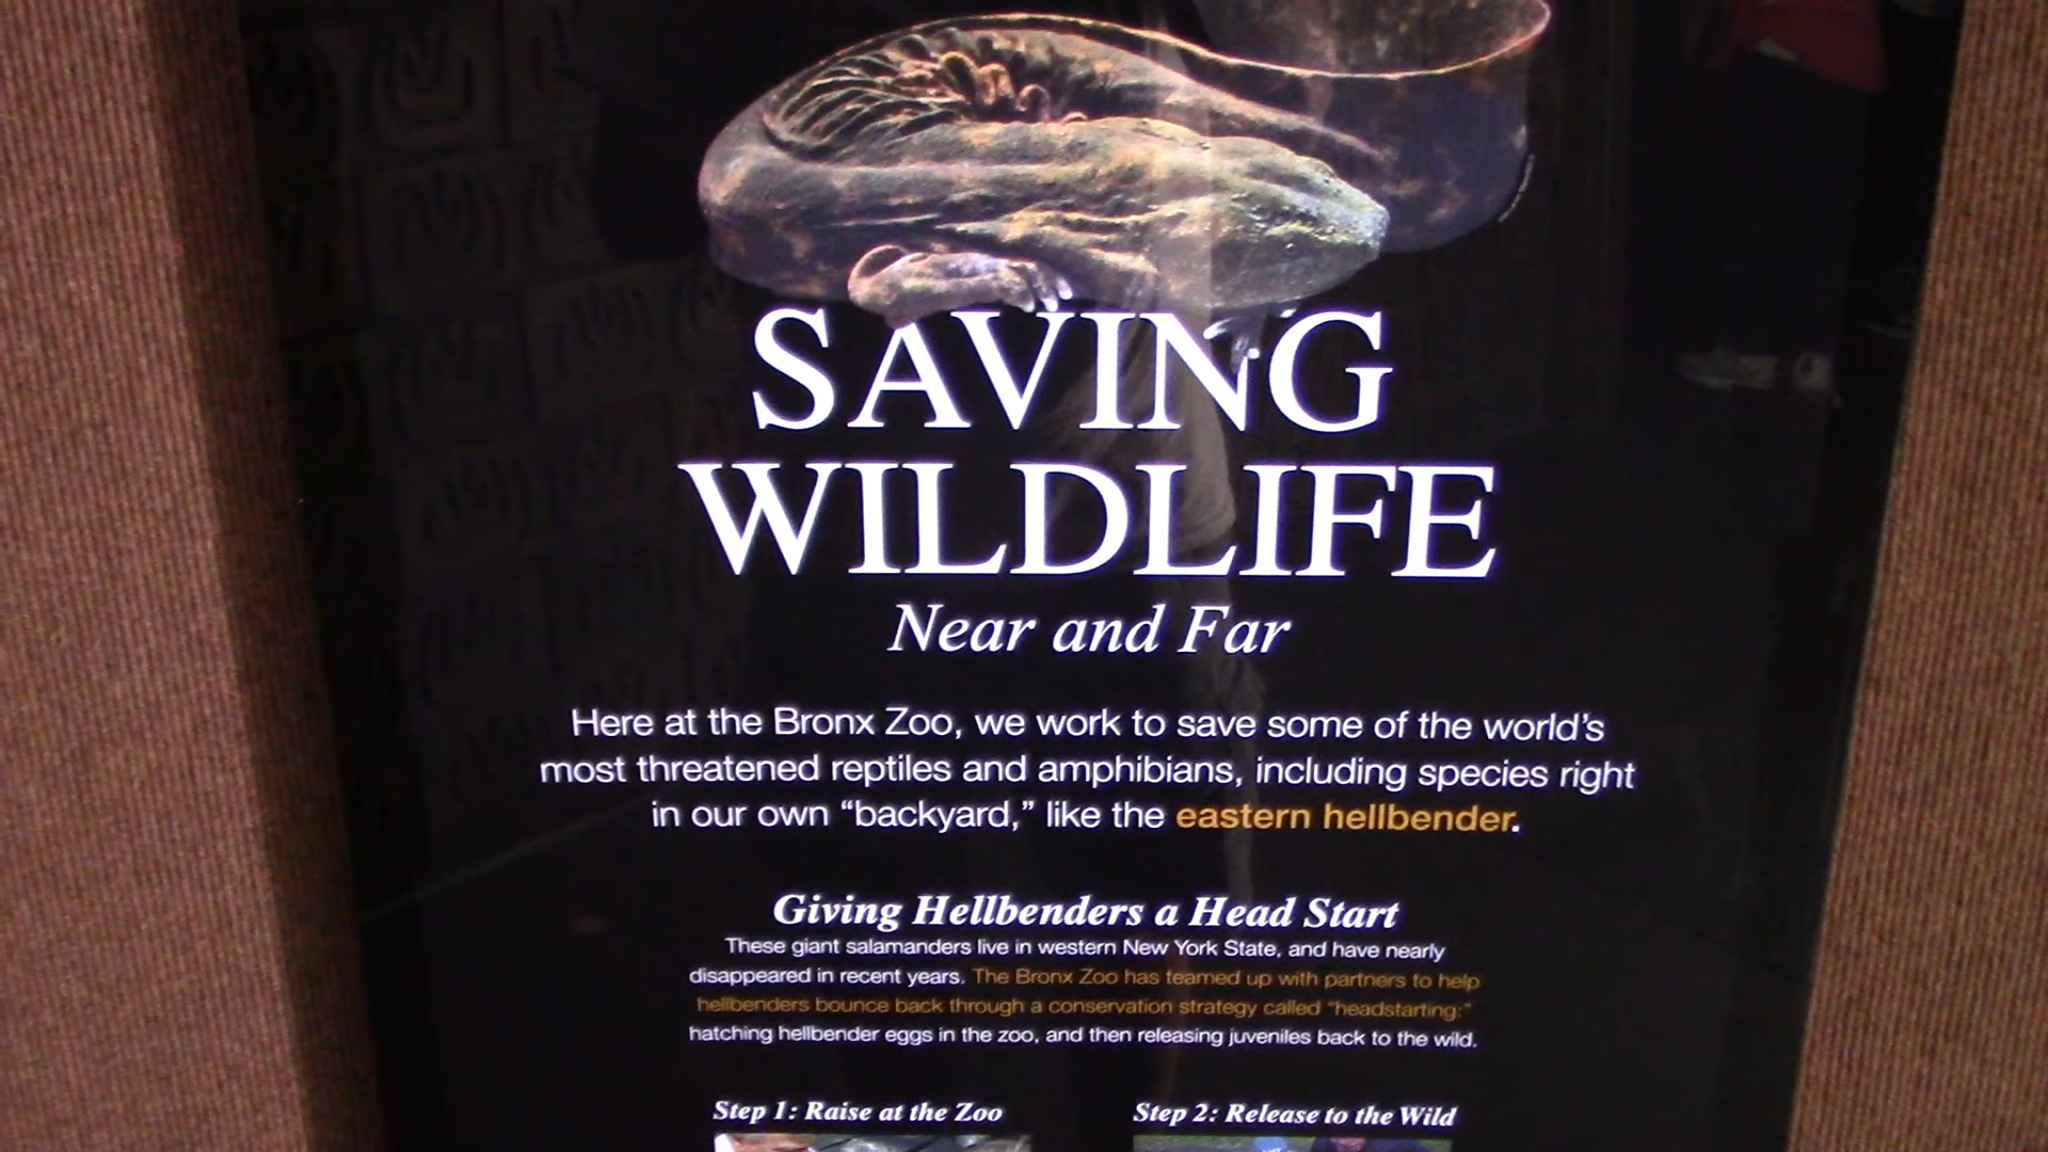 SAVING
WILDLIFE
Near and Far
Here at the Bronx Zoo, we work to save some of the world's
most threatened reptiles and amphibians, including species right
in our own “backyard,” like the eastern hellbender.
Giving Hellbenders a Head Start
These giant salamanders live in western New York State, and have nearly
disappeared in recent years. The Bronx Zoo has teamed up with partners to help
hellbenders bounce back through a conservation strategy called “headstarting:”
hatching hellbender eggs in the zoo, and then releasing juveniles back to the wild.
Step 1: Raise at the Zoo
Step 2: Release to the Wild